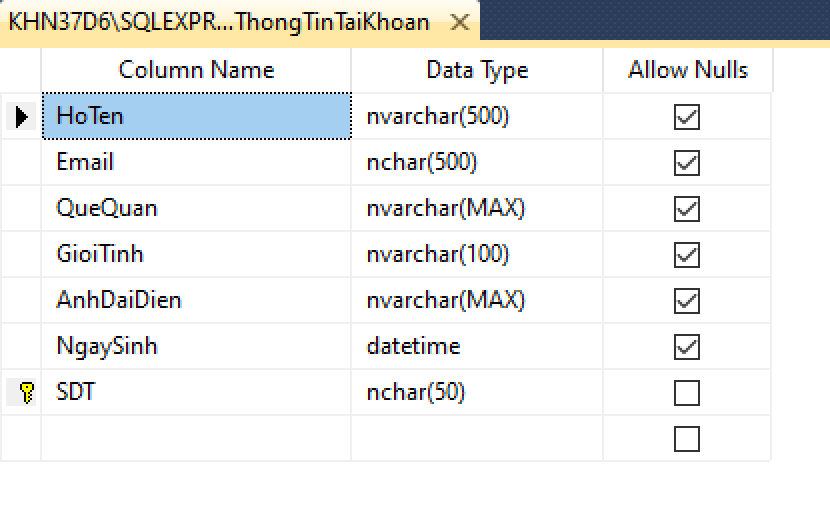 KHN37D6\SQLEXPR...ThongTinTaiKhoan
Column Name Data Type Allow Nulls
HoTen nvarchar(500)
Email nchar(500)
QueQuan nvarchar(MAX)
GioiTinh nvarchar(100)
AnhDaiDien nvarchar(MAX)
NgaySinh datetime
SDT nchar(50)